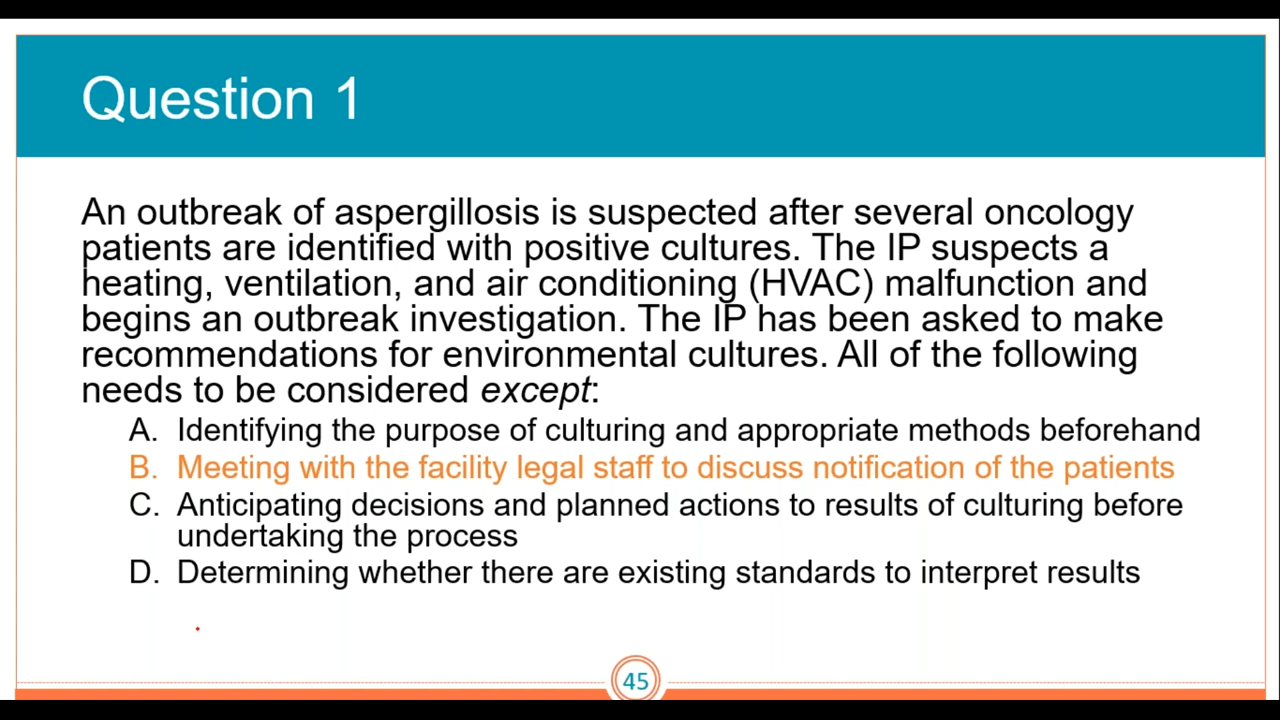 Question 1
An outbreak of aspergillosis is suspected after several oncology
patients are identified with positive cultures. The IP suspects a
heating, ventilation, and air conditioning (HVAC) malfunction and
begins an outbreak investigation. The IP has been asked to make
recommendations for environmental cultures. All of the following
needs to be considered except:
A. Identifying the purpose of culturing and appropriate methods beforehand
B. Meeting with the facility legal staff to discuss notification of the patients
C. Anticipating decisions and planned actions to results of culturing before
undertaking the process
D. Determining whether there are existing standards to interpret results
45